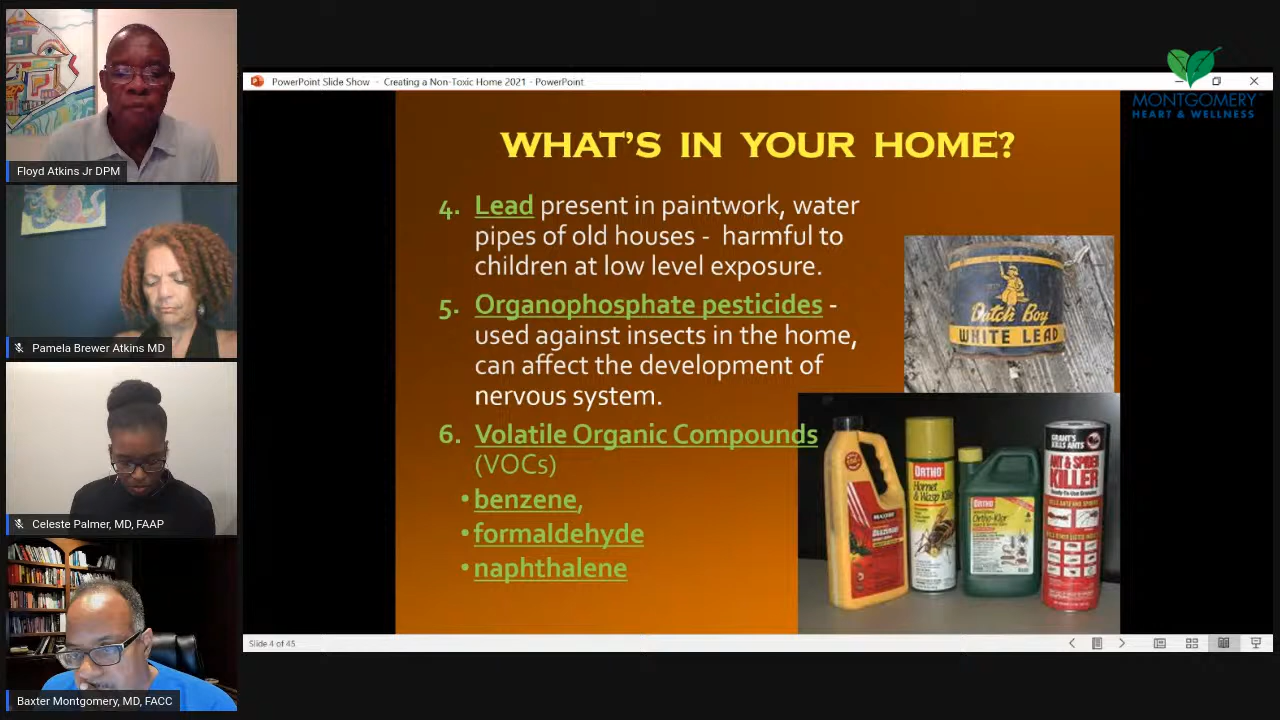 Floyd Atkins Jr DPM
Pamela Brewer Atkins MD
Celeste Palmer, MD, FAAP
Baxter Montgomery, MD, FACC
PowerPoint Slide Show - Creating a Non-Toxic Home 2021 - PowerPoint
MONTGOMERY
HEART & WELLNESS
WHAT'S IN YOUR HOME?
4. Lead present in paintwork, water
pipes of old houses - harmful to
children at low level exposure.
5. Organophosphate pesticides -
used against insects in the home,
can affect the development of
nervous system.
6. Volatile Organic Compounds
(VOCs)
•benzene,
•formaldehyde
•naphthalene
Dutch Boy
WHITE LEAD
ORTHO
Hornet
& Wasp Killer
ORTHO
Ortho-Klor
GRANT'S
KILLS ANTS
ANT & SPIDER
KILLER
Slide 4 of 45